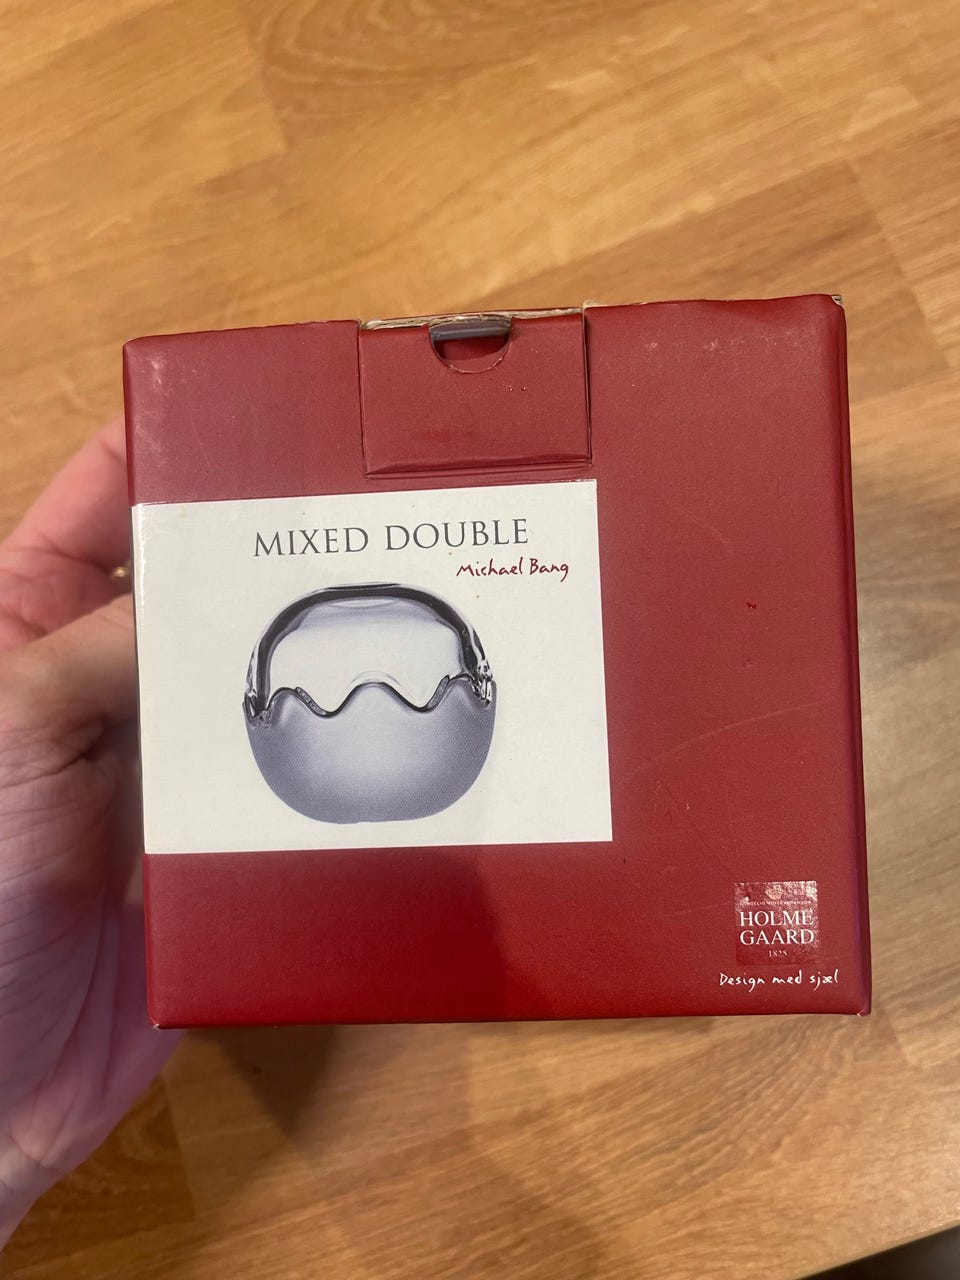 MIXED DOUBLE
Michael Bang
HOLME
GAARD
1825
Design med sjæl